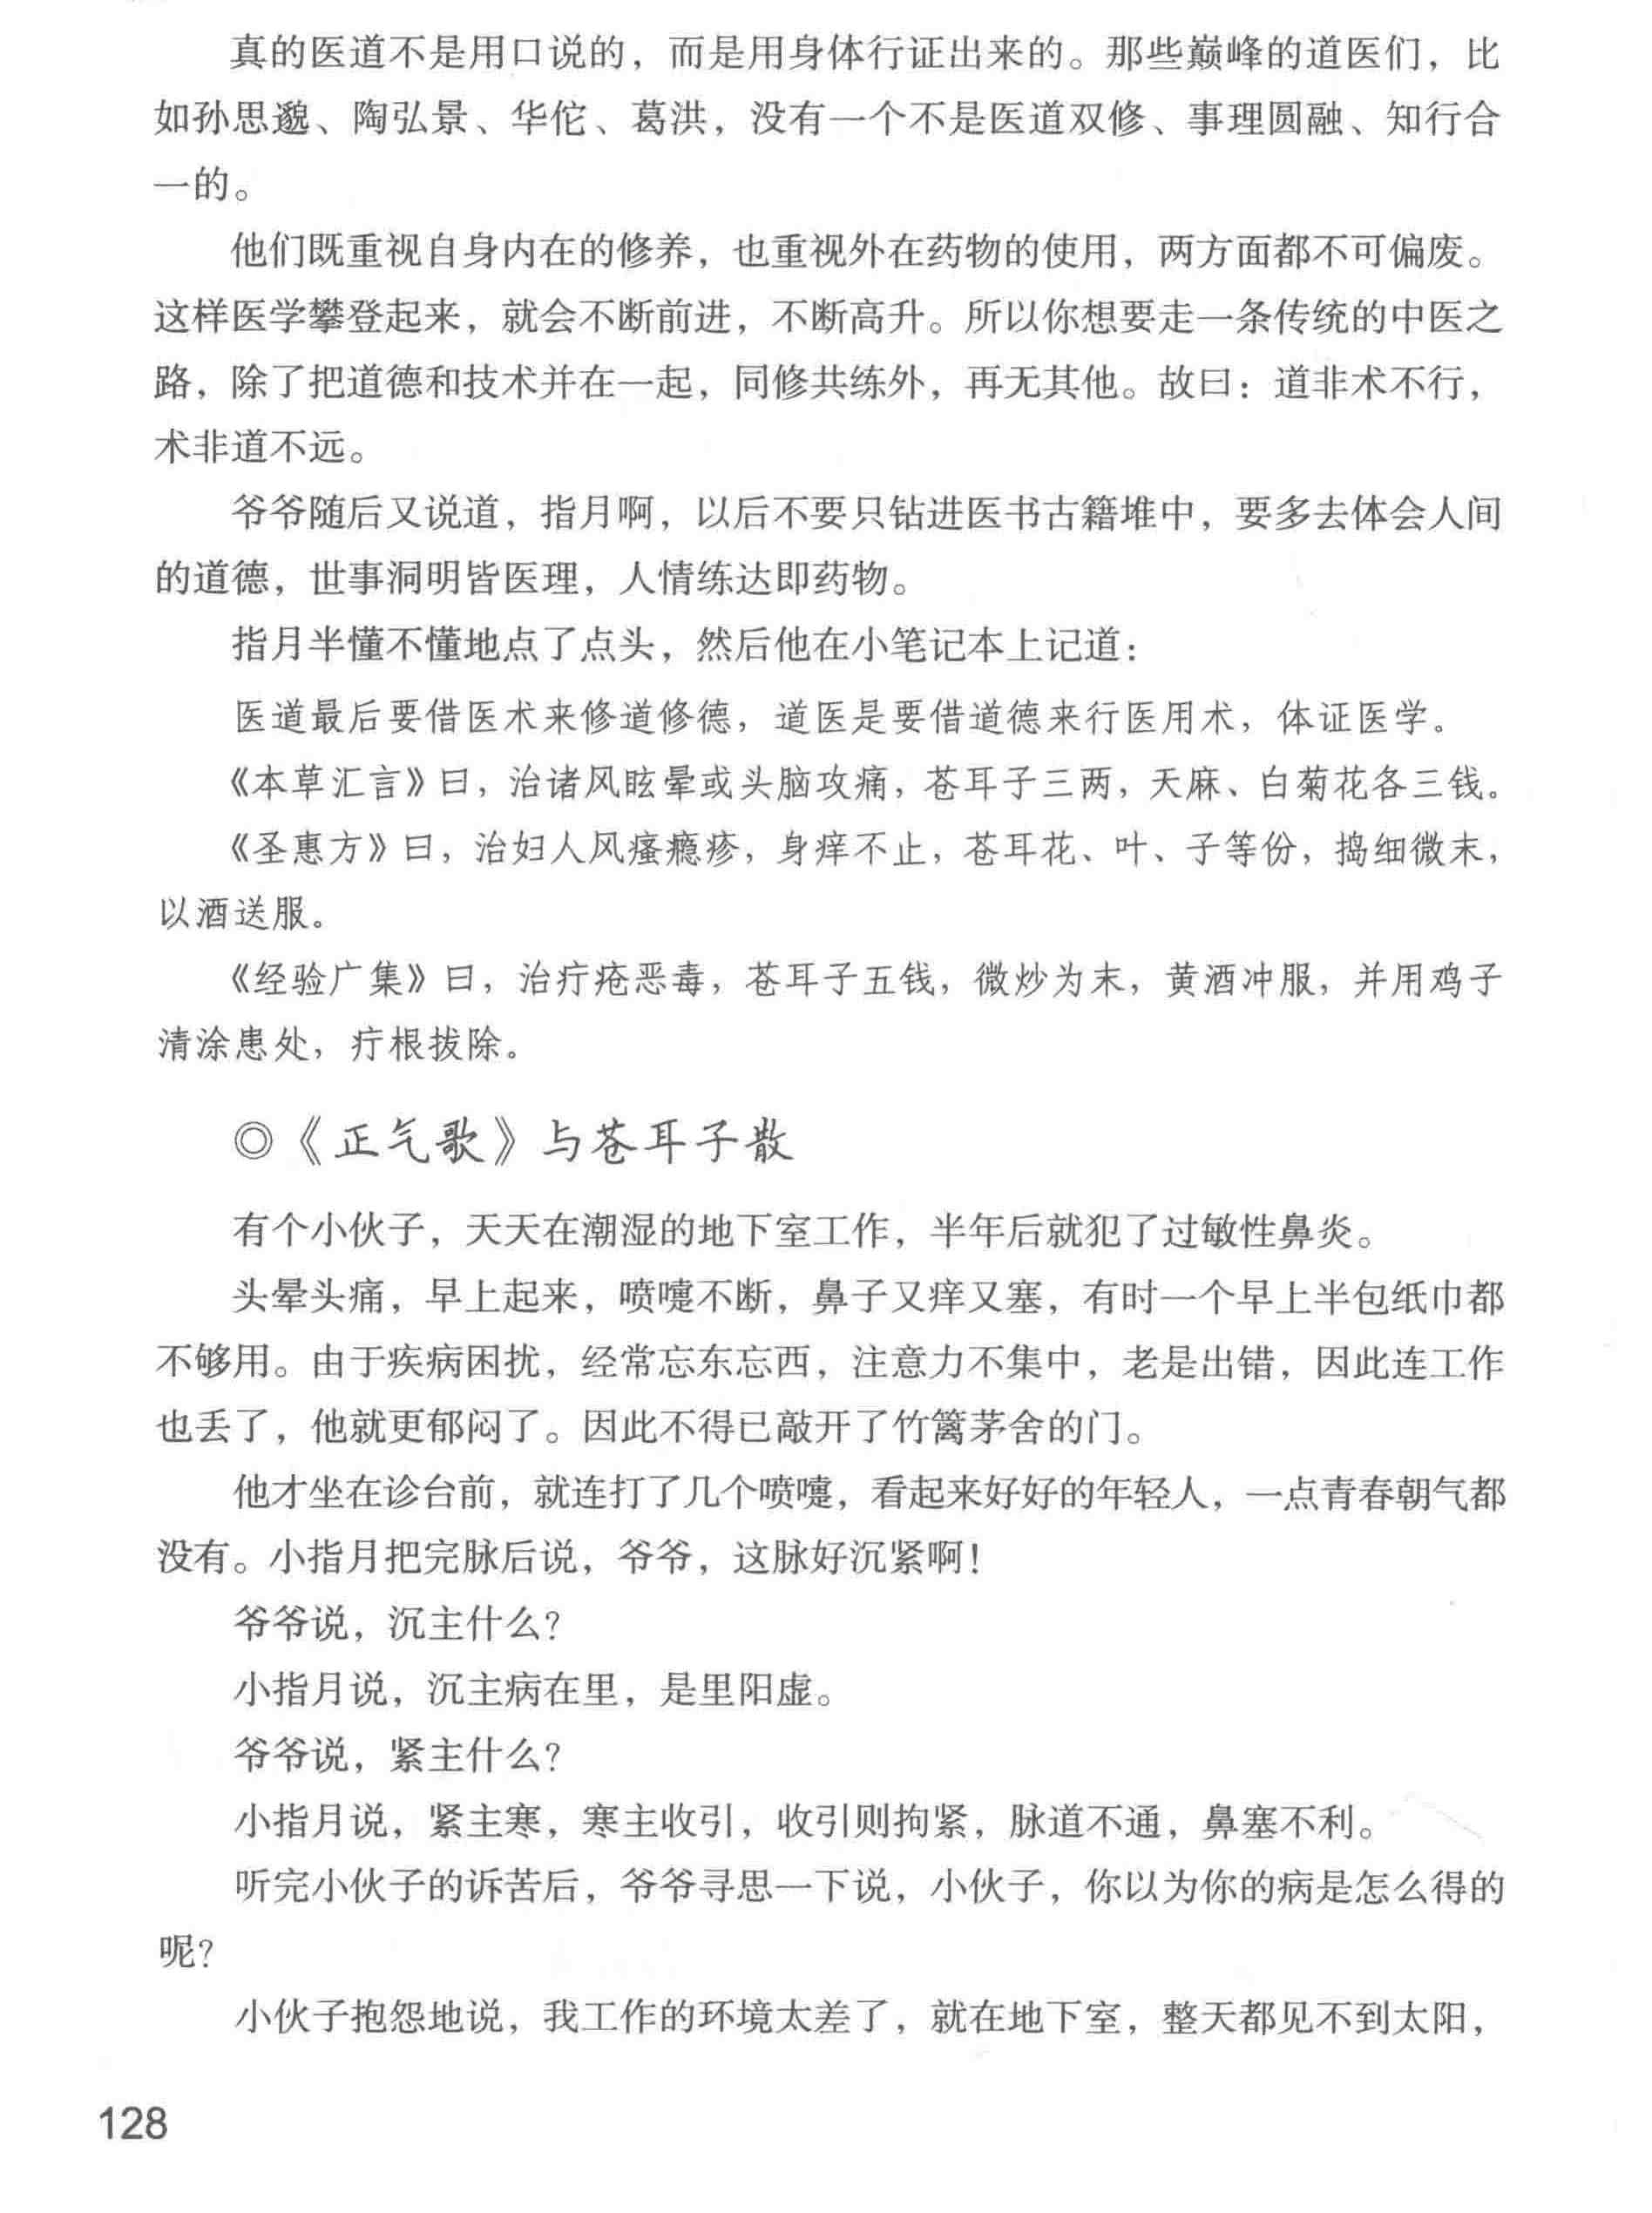 真的医道不是用口说的，而是用身体行证出来的。那些巅峰的道医们，比
如孙思邈、陶弘景、华佗、葛洪，没有一个不是医道双修、事理圆融、知行合
一的。
他们既重视自身内在的修养，也重视外在药物的使用，两方面都不可偏废。
这样医学攀登起来，就会不断前进，不断高升。所以你想要走一条传统的中医之
路，除了把道德和技术并在一起，同修共练外，再无其他。故曰：道非术不行，
术非道不远。
爷爷随后又说道，指月啊，以后不要只钻进医书古籍堆中，要多去体会人间
的道德，世事洞明皆医理，人情练达即药物。
指月半懂不懂地点了点头，然后他在小笔记本上记道：
医道最后要借医术来修道修德，道医是要借道德来行医用术，体证医学。
《本草汇言》曰，治诸风眩晕或头脑攻痛，苍耳子三两，天麻、白菊花各三钱。
《圣惠方》曰，治妇人风瘙瘾疹，身痒不止，苍耳花、叶、子等份，捣细微末，
以酒送服。
《经验广集》曰，治疔疮恶毒，苍耳子五钱，微炒为末，黄酒冲服，并用鸡子
清涂患处，疔根拔除。
◎《正气歌》与苍耳子散
有个小伙子，天天在潮湿的地下室工作，半年后就犯了过敏性鼻炎。
头晕头痛，早上起来，喷嚏不断，鼻子又痒又塞，有时一个早上半包纸巾都
不够用。由于疾病困扰，经常忘东忘西，注意力不集中，老是出错，因此连工作
也丢了，他就更郁闷了。因此不得已敲开了竹篱茅舍的门。
他才坐在诊台前，就连打了几个喷嚏，看起来好好的年轻人，一点青春朝气都
没有。小指月把完脉后说，爷爷，这脉好沉紧啊！
爷爷说，沉主什么？
小指月说，沉主病在里，是里阳虚。
爷爷说，紧主什么？
小指月说，紧主寒，寒主收引，收引则拘紧，脉道不通，鼻塞不利。
听完小伙子的诉苦后，爷爷寻思一下说，小伙子，你以为你的病是怎么得的
呢？
小伙子抱怨地说，我工作的环境太差了，就在地下室，整天都见不到太阳，
128